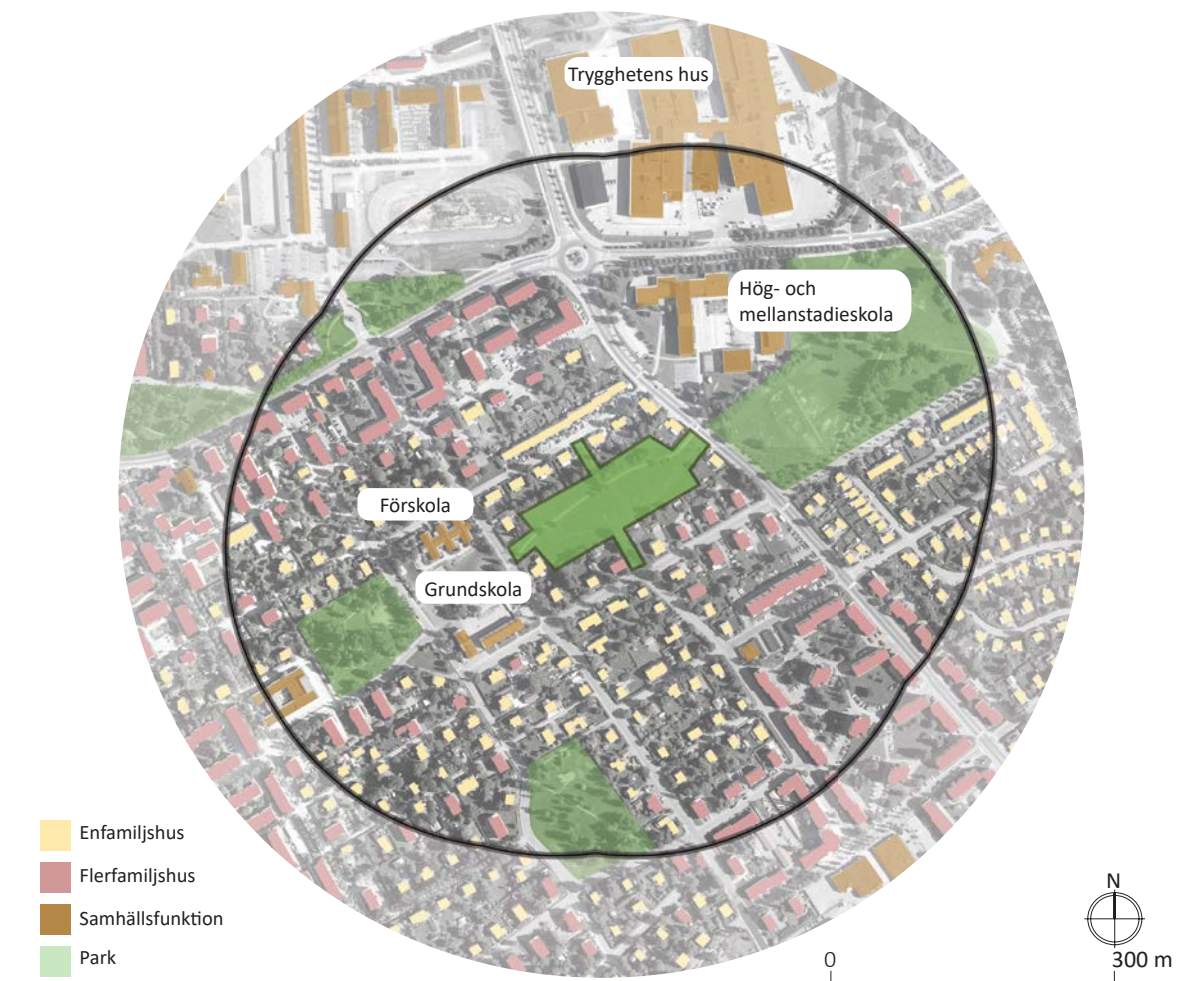 Trygghetens hus
Hög- och
mellanstadieskola
Förskola
Grundskola
Enfamiljshus
Flerfamiljshus
Samhällsfunktion
Park
N
0
300 m